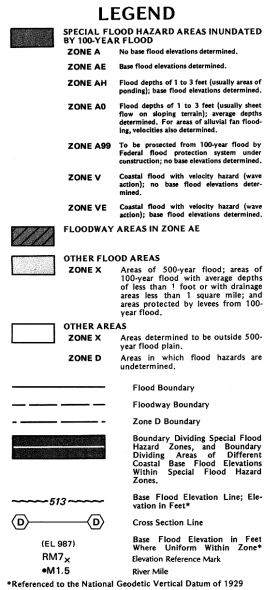 LEGEND
SPECIAL FLOOD HAZARD AREAS INUNDATED
BY 100-YEAR FLOOD
ZONE A No base flood elevations determined.
ZONE AE Base flood elevations determined.
ZONE AH Flood depths of 1 to 3 feet (usually areas of
ponding); base flood elevations determined.
ZONE A0 Flood depths of 1 to 3 feet (usually sheet
flow on sloping terrain); average depths
determined. For areas of alluvial fan flood-
ing, velocities also determined.
ZONE A99 To be protected from 100-year flood by
Federal flood protection system under
construction; no base elevations determined.
ZONE V Coastal flood with velocity hazard (wave
action); no base flood elevations deter-
mined.
ZONE VE Coastal flood with velocity hazard (wave
action); base flood elevations determined.
FLOODWAY AREAS IN ZONE AE
OTHER FLOOD AREAS
ZONE X Areas of 500-year flood; areas of
100-year flood with average depths
of less than 1 foot or with drainage
areas less than 1 square mile; and
areas protected by levees from 100-
year flood.
OTHER AREAS
ZONE X Areas determined to be outside 500-
year flood plain.
ZONE D Areas in which flood hazards are
undetermined.
Flood Boundary
Floodway Boundary
Zone D Boundary
Boundary Dividing Special Flood
Hazard Zones, and Boundary
Dividing Areas of Different
Coastal Base Flood Elevations
Within Special Flood Hazard
Zones.
513 Base Flood Elevation Line; Ele-
vation in Feet*
D D Cross Section Line
(EL 987) Base Flood Elevation in Feet
Where Uniform Within Zone*
RM7X Elevation Reference Mark
•M1.5 River Mile
*Referenced to the National Geodetic Vertical Datum of 1929